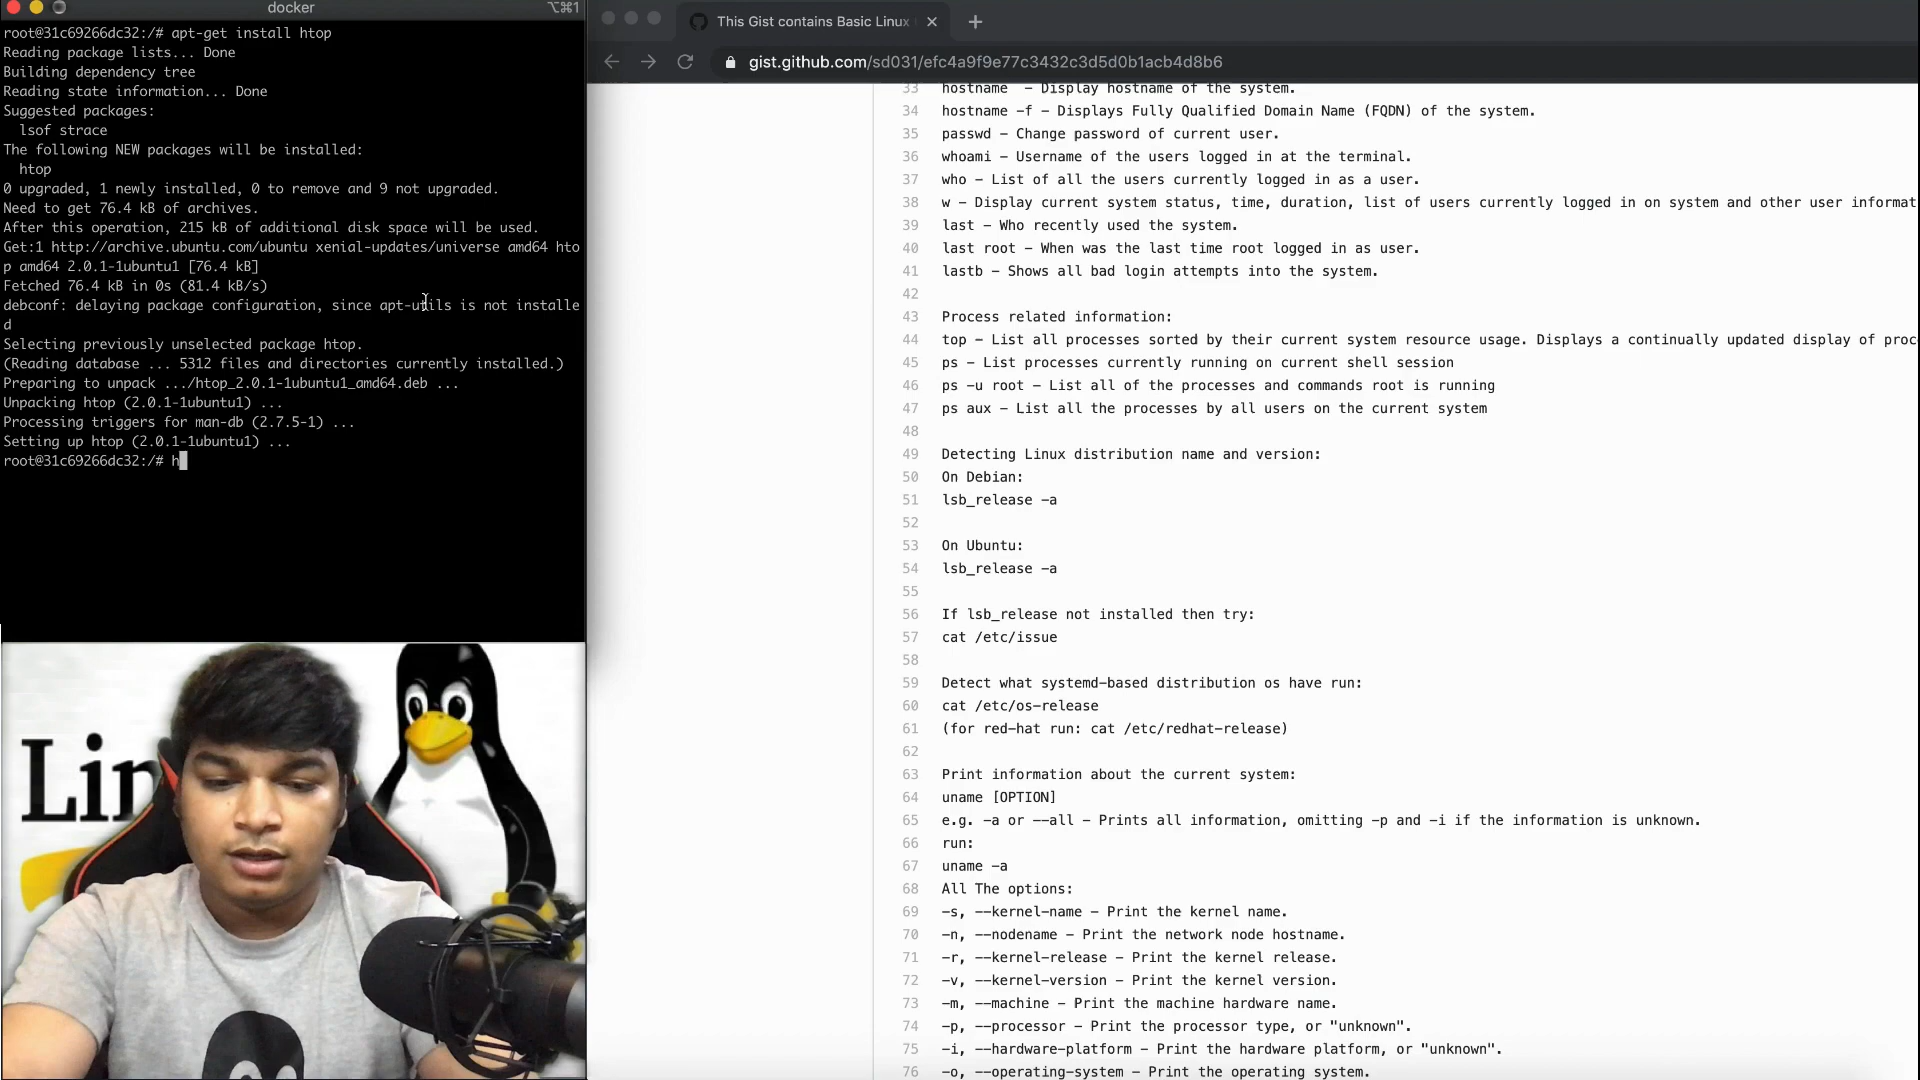 docker
⌥⌘1
root@31c69266dc32:/# apt-get install htop
Reading package lists... Done
Building dependency tree
Reading state information... Done
Suggested packages:
lsof strace
The following NEW packages will be installed:
htop
0 upgraded, 1 newly installed, 0 to remove and 9 not upgraded.
Need to get 76.4 kB of archives.
After this operation, 215 kB of additional disk space will be used.
Get:1 http://archive.ubuntu.com/ubuntu xenial-updates/universe amd64 hto
p amd64 2.0.1-1ubuntu1 [76.4 kB]
Fetched 76.4 kB in 0s (81.4 kB/s)
debconf: delaying package configuration, since apt-utils is not installe
d
Selecting previously unselected package htop.
(Reading database ... 5312 files and directories currently installed.)
Preparing to unpack .../htop_2.0.1-1ubuntu1_amd64.deb ...
Unpacking htop (2.0.1-1ubuntu1) ...
Processing triggers for man-db (2.7.5-1) ...
Setting up htop (2.0.1-1ubuntu1) ...
root@31c69266dc32:/# h
Lin
This Gist contains Basic Linux
gist.github.com/sd031/efc4a9f9e77c3432c3d5d0b1acb4d8b6
33 hostname – Display hostname of the system.
34 hostname -f – Displays Fully Qualified Domain Name (FQDN) of the system.
35 passwd – Change password of current user.
36 whoami – Username of the users logged in at the terminal.
37 who – List of all the users currently logged in as a user.
38 w – Display current system status, time, duration, list of users currently logged in on system and other user informat
39 last – Who recently used the system.
40 last root – When was the last time root logged in as user.
41 lastb – Shows all bad login attempts into the system.
42
43 Process related information:
44 top – List all processes sorted by their current system resource usage. Displays a continually updated display of proc
45 ps – List processes currently running on current shell session
46 ps -u root – List all of the processes and commands root is running
47 ps aux – List all the processes by all users on the current system
48
49 Detecting Linux distribution name and version:
50 On Debian:
51 lsb_release -a
52
53 On Ubuntu:
54 lsb_release -a
55
56 If lsb_release not installed then try:
57 cat /etc/issue
58
59 Detect what systemd-based distribution os have run:
60 cat /etc/os-release
61 (for red-hat run: cat /etc/redhat-release)
62
63 Print information about the current system:
64 uname [OPTION]
65 e.g. -a or --all – Prints all information, omitting -p and -i if the information is unknown.
66 run:
67 uname -a
68 All The options:
69 -s, --kernel-name – Print the kernel name.
70 -n, --nodename – Print the network node hostname.
71 -r, --kernel-release – Print the kernel release.
72 -v, --kernel-version – Print the kernel version.
73 -m, --machine – Print the machine hardware name.
74 -p, --processor – Print the processor type, or "unknown".
75 -i, --hardware-platform – Print the hardware platform, or "unknown".
76 -o, --operating-system – Print the operating system.